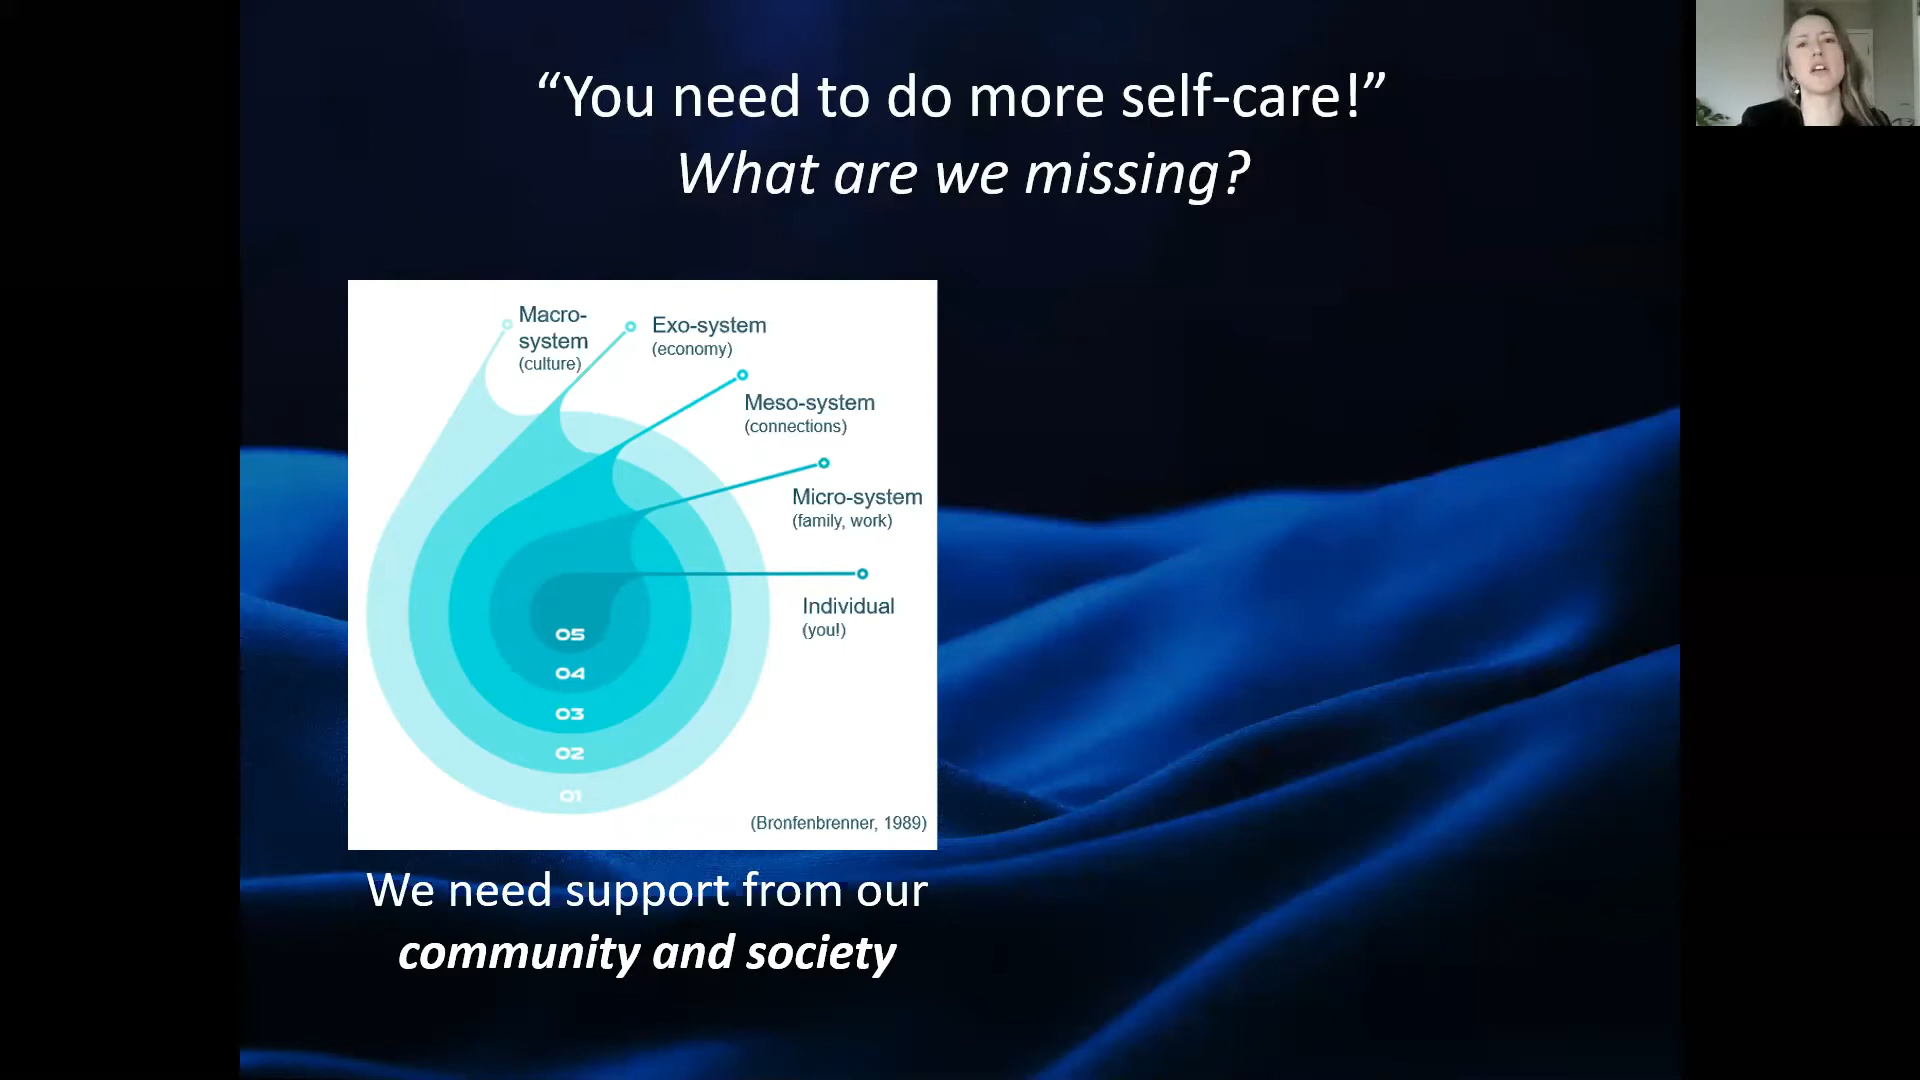 “You need to do more self-care!”
What are we missing?
Macro-
system
(culture)
Exo-system
(economy)
Meso-system
(connections)
Micro-system
(family, work)
Individual
(you!)
05
04
03
02
01
(Bronfenbrenner, 1989)
We need support from our
community and society